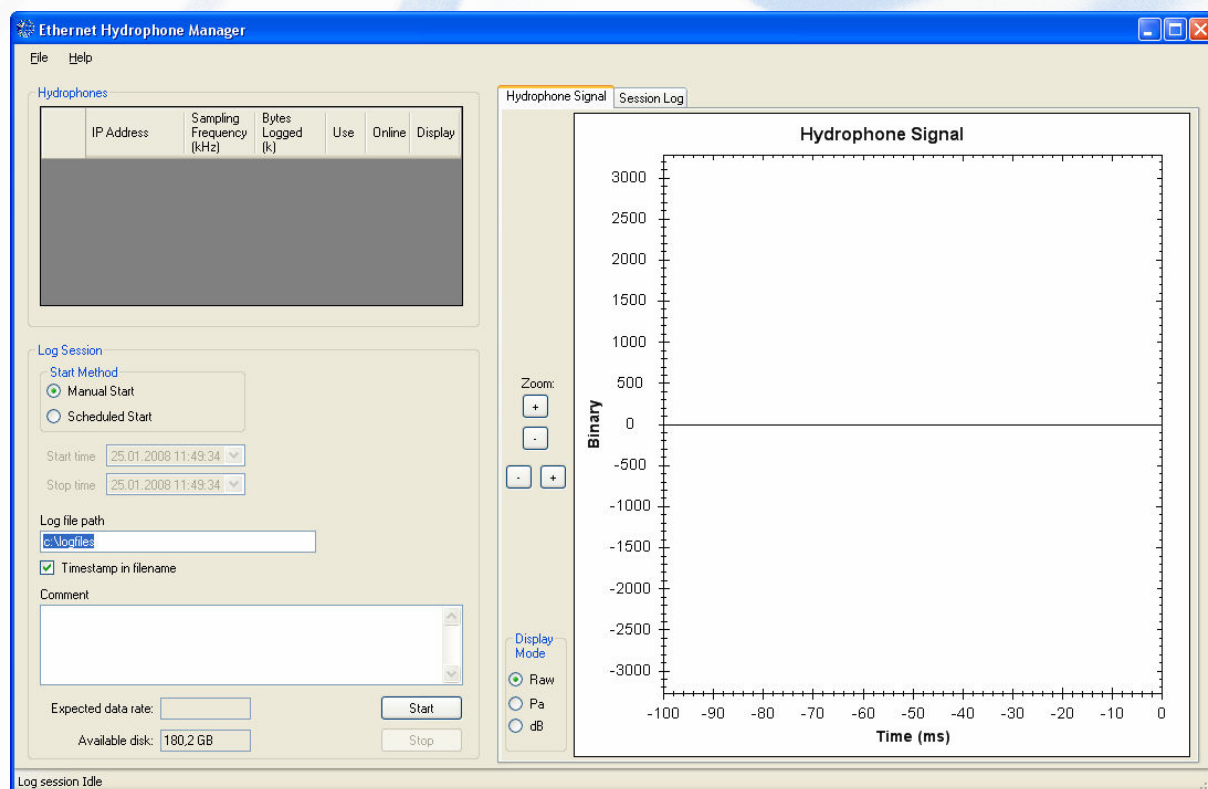 Ethernet Hydrophone Manager
File Help
Hydrophones
IP Address
Sampling Frequency (kHz)
Bytes Logged (k)
Use
Online
Display
Log Session
Start Method
Manual Start
Scheduled Start
Start time 25.01.2008 11:49:34
Stop time 25.01.2008 11:49:34
Log file path
c:\logfiles
Timestamp in filename
Comment
Expected data rate:
Start
Available disk: 180,2 GB
Stop
Hydrophone Signal
Session Log
Zoom:
+
-
- +
Display
Mode
Raw
Pa
dB
Hydrophone Signal
3000
2500
2000
1500
1000
500
0
-500
-1000
-1500
-2000
-2500
-3000
Binary
-100 -90 -80 -70 -60 -50 -40 -30 -20 -10 0
Time (ms)
Log session Idle